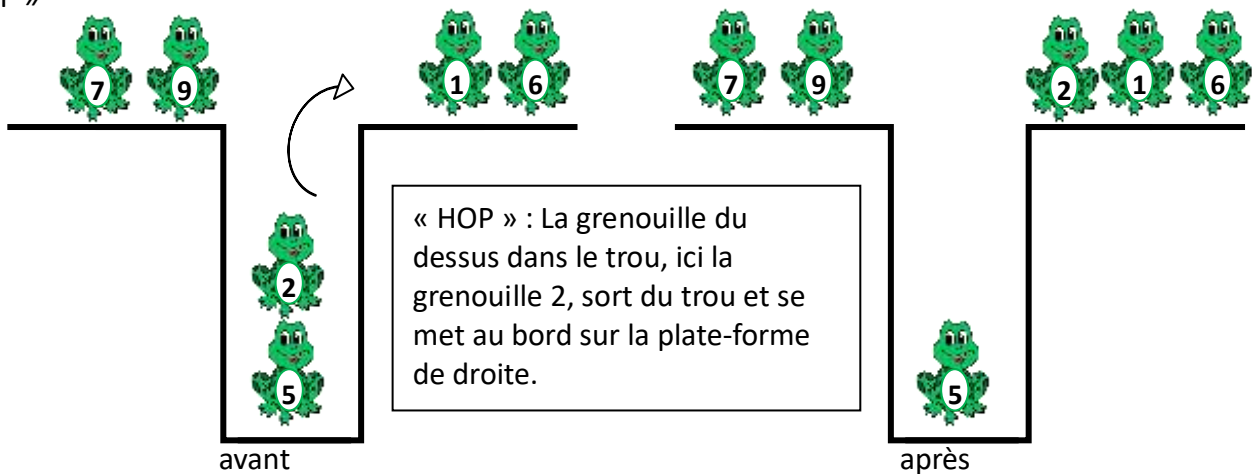 7 9 1 6 7 9 2 1 6
« HOP » : La grenouille du
dessus dans le trou, ici la
grenouille 2, sort du trou et se
met au bord sur la plate-forme
de droite.
2
5 5
avant après